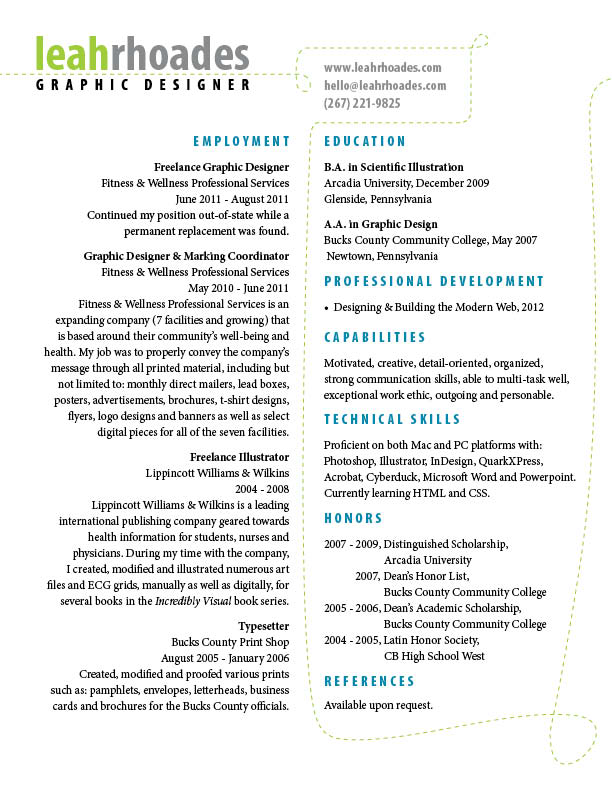 leahrhoades
GRAPHIC DESIGNER
www.leahrhoades.com
hello@leahrhoades.com
(267) 221-9825
EMPLOYMENT
Freelance Graphic Designer
Fitness & Wellness Professional Services
June 2011 - August 2011
Continued my position out-of-state while a
permanent replacement was found.
Graphic Designer & Marking Coordinator
Fitness & Wellness Professional Services
May 2010 - June 2011
Fitness & Wellness Professional Services is an
expanding company (7 facilities and growing) that
is based around their community's well-being and
health. My job was to properly convey the company's
message through all printed material, including but
not limited to: monthly direct mailers, lead boxes,
posters, advertisements, brochures, t-shirt designs,
flyers, logo designs and banners as well as select
digital pieces for all of the seven facilities.
Freelance Illustrator
Lippincott Williams & Wilkins
2004 - 2008
Lippincott Williams & Wilkins is a leading
international publishing company geared towards
health information for students, nurses and
physicians. During my time with the company,
I created, modified and illustrated numerous art
files and ECG grids, manually as well as digitally, for
several books in the Incredibly Visual book series.
Typesetter
Bucks County Print Shop
August 2005 - January 2006
Created, modified and proofed various prints
such as: pamphlets, envelopes, letterheads, business
cards and brochures for the Bucks County officials.
EDUCATION
B.A. in Scientific Illustration
Arcadia University, December 2009
Glenside, Pennsylvania
A.A. in Graphic Design
Bucks County Community College, May 2007
Newtown, Pennsylvania
PROFESSIONAL DEVELOPMENT
• Designing & Building the Modern Web, 2012
CAPABILITIES
Motivated, creative, detail-oriented, organized,
strong communication skills, able to multi-task well,
exceptional work ethic, outgoing and personable.
TECHNICAL SKILLS
Proficient on both Mac and PC platforms with:
Photoshop, Illustrator, InDesign, QuarkXPress,
Acrobat, Cyberduck, Microsoft Word and Powerpoint.
Currently learning HTML and CSS.
HONORS
2007 - 2009, Distinguished Scholarship,
Arcadia University
2007, Dean's Honor List,
Bucks County Community College
2005 - 2006, Dean's Academic Scholarship,
Bucks County Community College
2004 - 2005, Latin Honor Society,
CB High School West
REFERENCES
Available upon request.